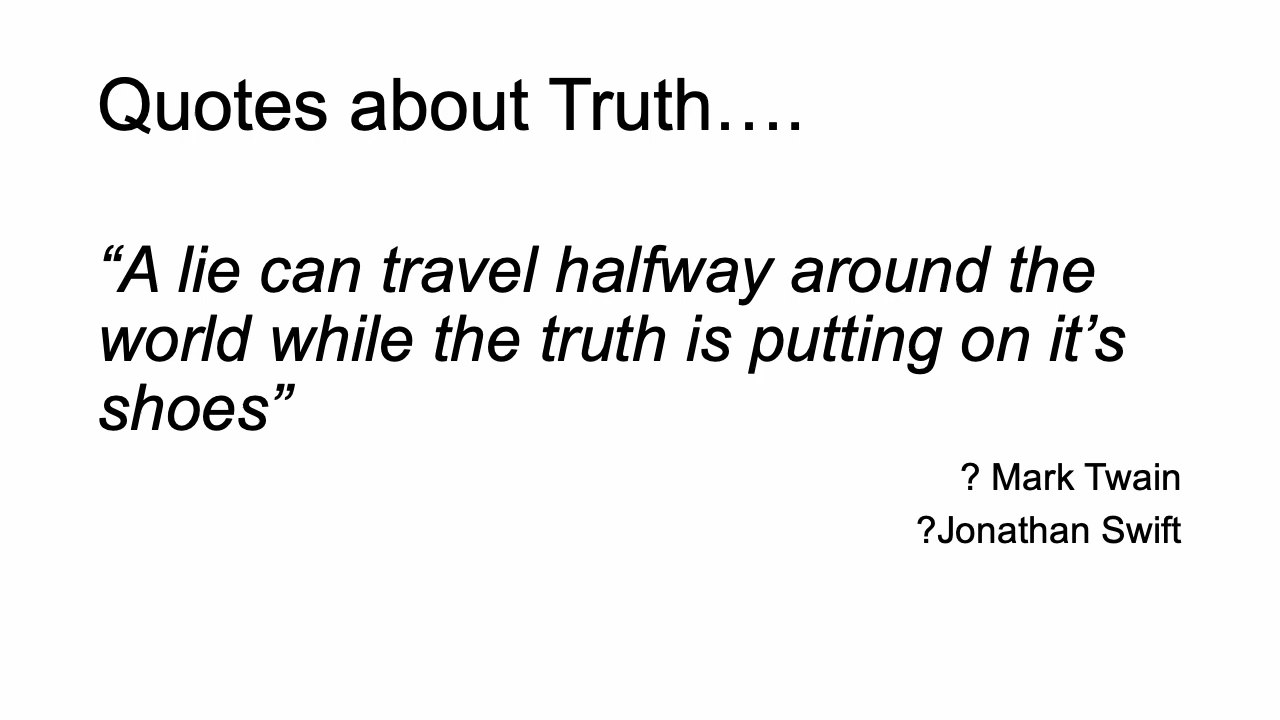 Quotes about Truth….
“A lie can travel halfway around the
world while the truth is putting on it’s
shoes”
? Mark Twain
?Jonathan Swift